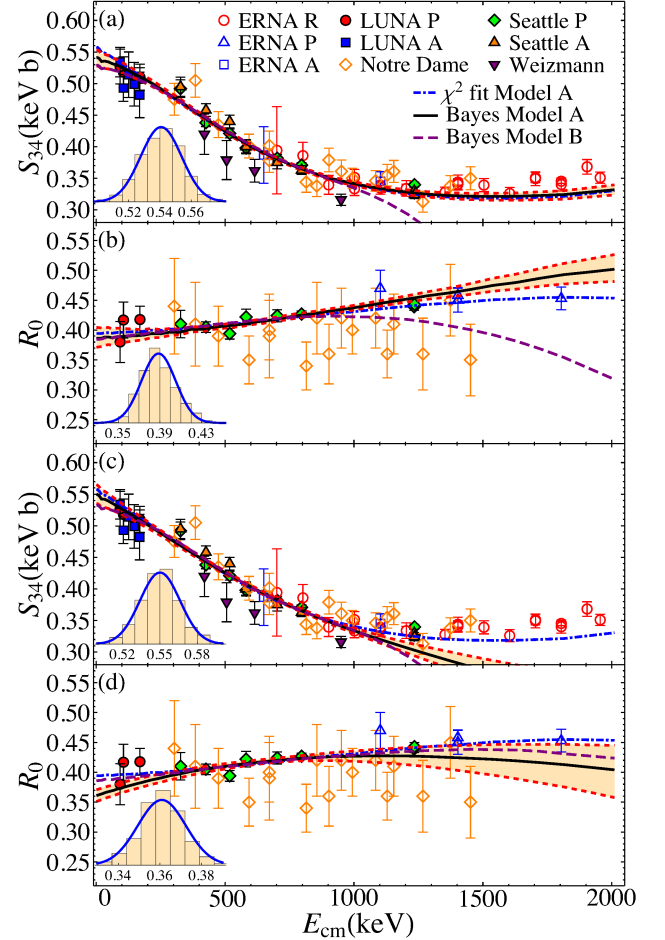 (a)
ERNA R LUNA P Seattle P
ERNA P LUNA A Seattle A
ERNA A Notre Dame Weizmann
χ² fit Model A
Bayes Model A
Bayes Model B
S₃₄(keV b)
0.60
0.55
0.50
0.45
0.40
0.35
0.30
0.52 0.54 0.56
(b)
R₀
0.55
0.50
0.45
0.40
0.35
0.30
0.25
0.35 0.39 0.43
(c)
S₃₄(keV b)
0.60
0.55
0.50
0.45
0.40
0.35
0.30
0.52 0.55 0.58
(d)
R₀
0.55
0.50
0.45
0.40
0.35
0.30
0.25
0.34 0.36 0.38
0 500 1000 1500 2000
E_cm(keV)